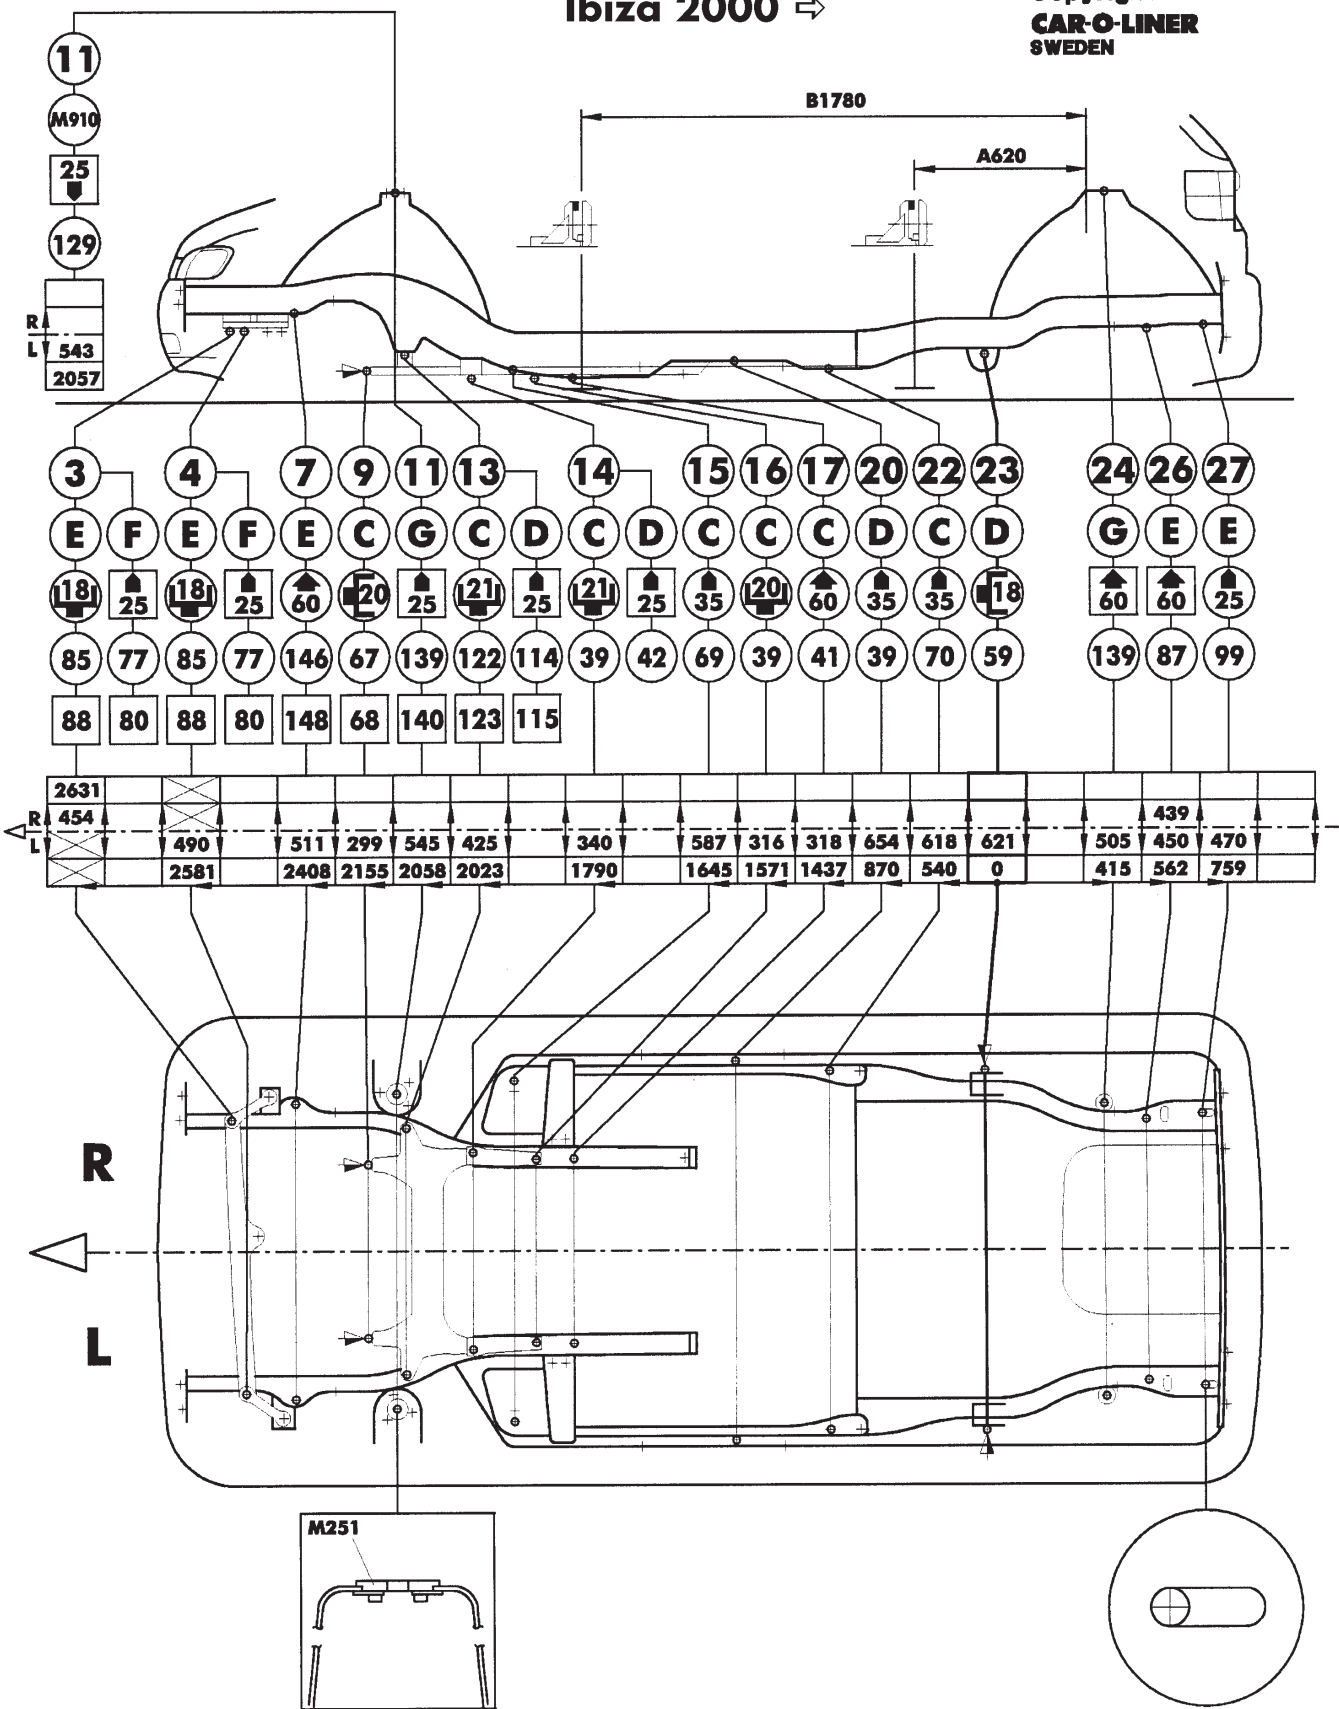 Ibiza 2000 ⇨
CAR-O-LINER
SWEDEN
11
M910
25
129
R
L 543
2057
B1780
A620
3 4 7 9 11 13 14 15 16 17 20 22 23 24 26 27
E F E F E C G C D C D C C C D C D G E E
18 25 18 25 60 20 25 21 25 21 25 35 20 60 35 35 18 60 60 25
85 77 85 77 146 67 139 122 114 39 42 69 39 41 39 70 59 139 87 99
88 80 88 80 148 68 140 123 115
2631
R 454 439
L 490 511 299 545 425 340 587 316 318 654 618 621 505 450 470
2581 2408 2155 2058 2023 1790 1645 1571 1437 870 540 0 415 562 759
R
L
M251